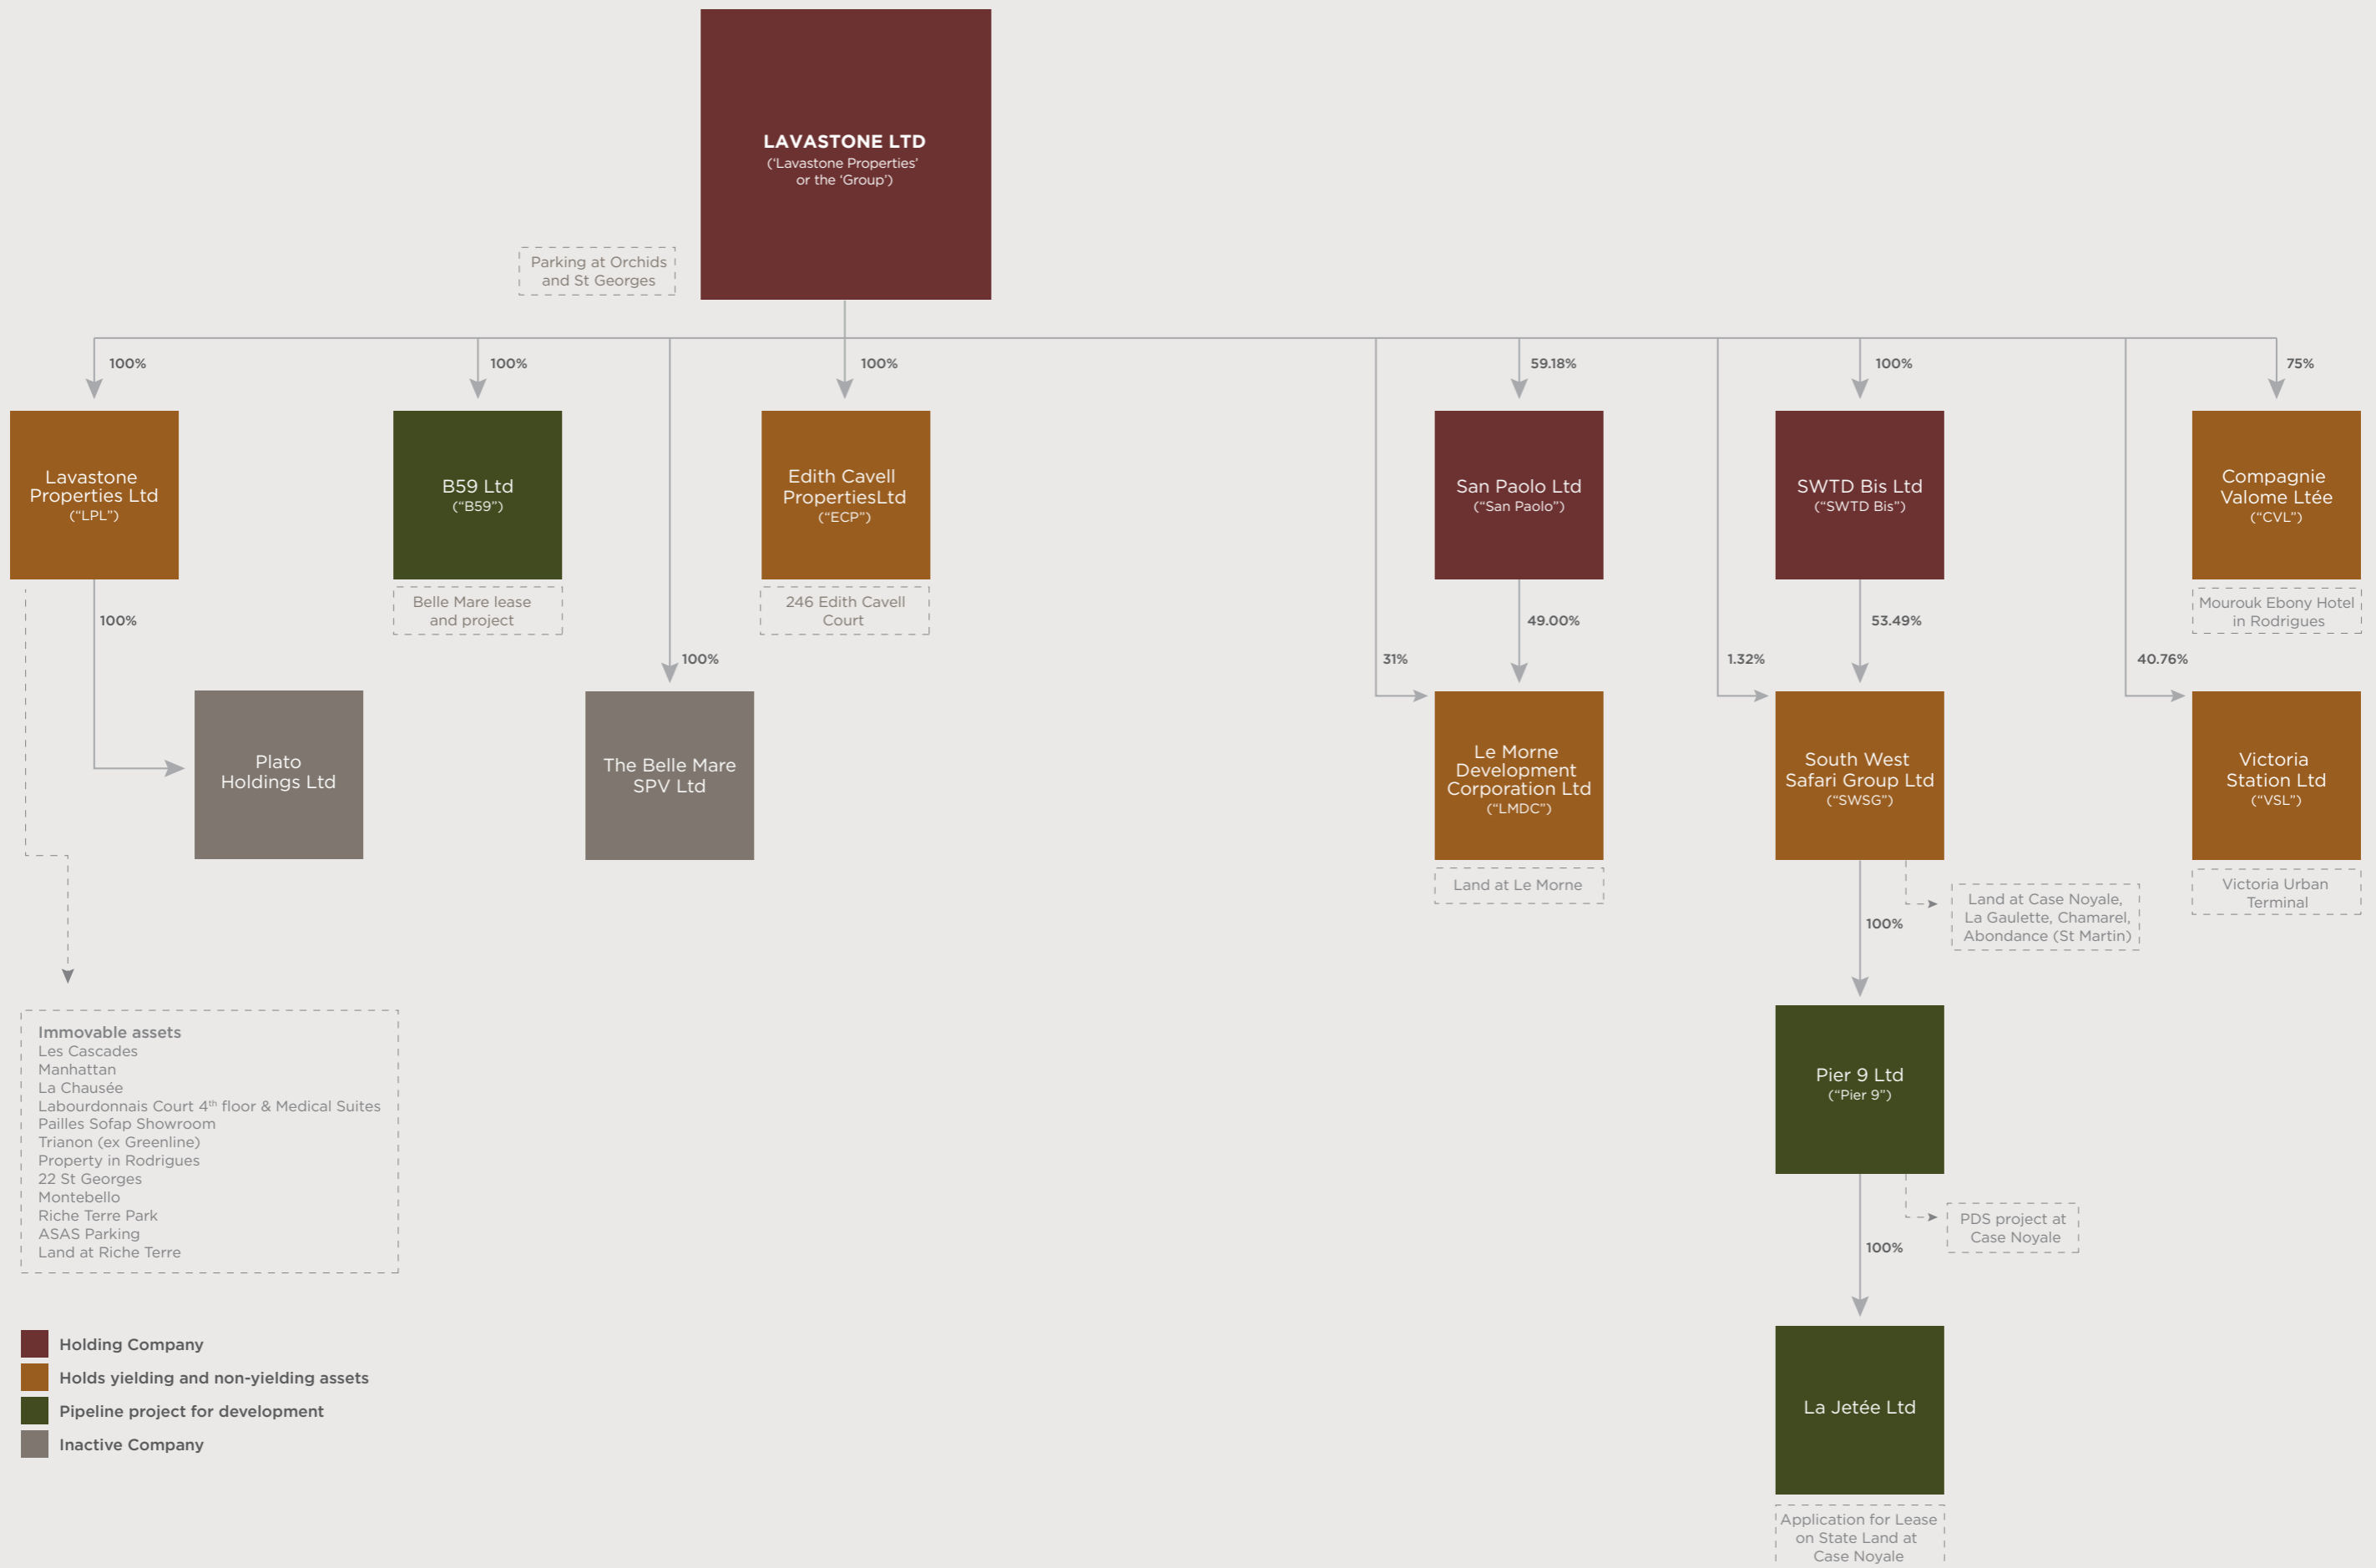 LAVASTONE LTD
(‘Lavastone Properties’
or the ‘Group’)
Parking at Orchids
and St Georges
100%
100%
100%
59.18%
100%
75%
Lavastone
Properties Ltd
(“LPL”)
B59 Ltd
(“B59”)
Edith Cavell
PropertiesLtd
(“ECP”)
San Paolo Ltd
(“San Paolo”)
SWTD Bis Ltd
(“SWTD Bis”)
Compagnie
Valome Ltée
(“CVL”)
Belle Mare lease
and project
246 Edith Cavell
Court
Mourouk Ebony Hotel
in Rodrigues
100%
49.00%
53.49%
100%
31%
1.32%
40.76%
Plato
Holdings Ltd
The Belle Mare
SPV Ltd
Le Morne
Development
Corporation Ltd
(“LMDC”)
South West
Safari Group Ltd
(“SWSG”)
Victoria
Station Ltd
(“VSL”)
Land at Le Morne
Land at Case Noyale,
La Gaulette, Chamarel,
Abondance (St Martin)
Victoria Urban
Terminal
100%
Immovable assets
Les Cascades
Manhattan
La Chausée
Labourdonnais Court 4th floor & Medical Suites
Pailles Sofap Showroom
Trianon (ex Greenline)
Property in Rodrigues
22 St Georges
Montebello
Riche Terre Park
ASAS Parking
Land at Riche Terre
Pier 9 Ltd
(“Pier 9”)
PDS project at
Case Noyale
100%
La Jetée Ltd
Application for Lease
on State Land at
Case Noyale
Holding Company
Holds yielding and non-yielding assets
Pipeline project for development
Inactive Company